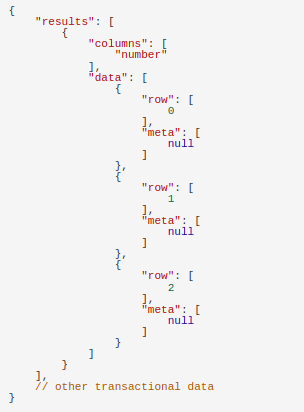 {
    "results": [
        {
            "columns": [
                "number"
            ],
            "data": [
                {
                    "row": [
                        0
                    ],
                    "meta": [
                        null
                    ]
                },
                {
                    "row": [
                        1
                    ],
                    "meta": [
                        null
                    ]
                },
                {
                    "row": [
                        2
                    ],
                    "meta": [
                        null
                    ]
                }
            ]
        }
    ],
    // other transactional data
}